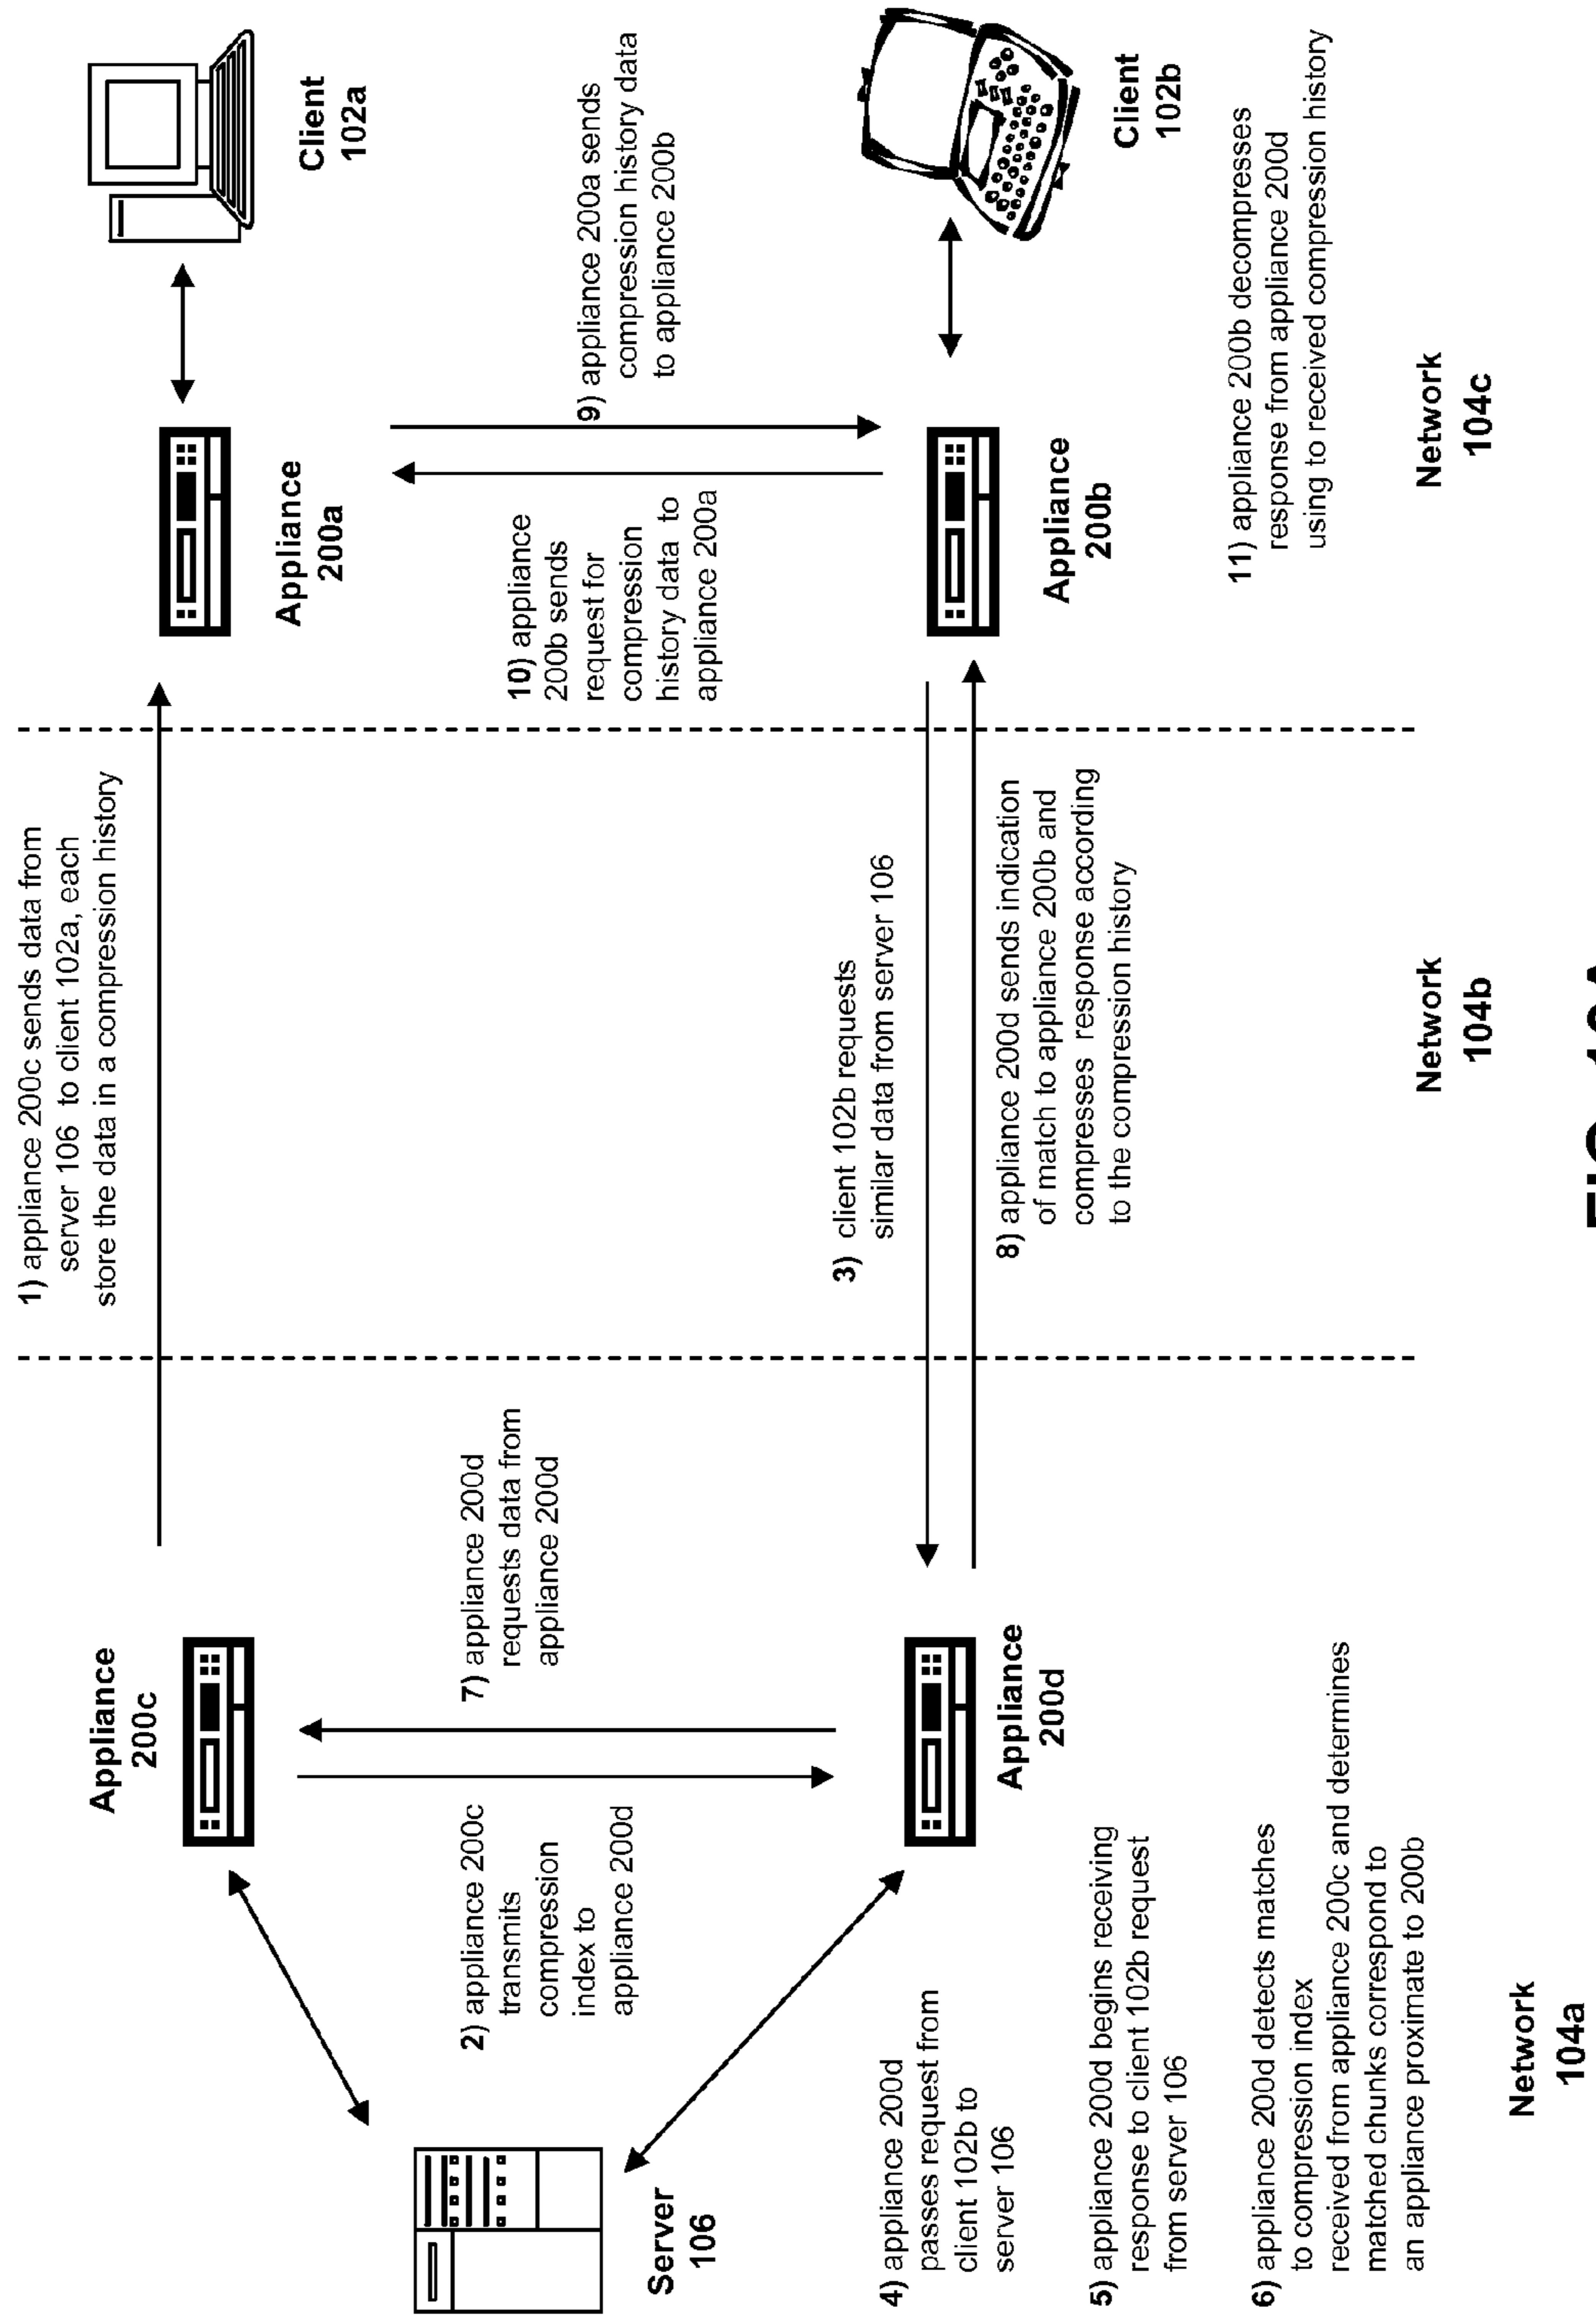 1) appliance 200c sends data from
server 106 to client 102a, each
store the data in a compression history
Client
102a
Appliance
200a
Appliance
200c
9) appliance 200a sends
compression history data
to appliance 200b
10) appliance
200b sends
request for
compression
history data to
appliance 200a
7) appliance 200d
requests data from
appliance 200d
2) appliance 200c
transmits
compression
index to
appliance 200d
Server
106
3) client 102b requests
similar data from server 106
8) appliance 200d sends indication
of match to appliance 200b and
compresses response according
to the compression history
Client
102b
Appliance
200b
Appliance
200d
4) appliance 200d
passes request from
client 102b to
server 106
5) appliance 200d begins receiving
response to client 102b request
from server 106
6) appliance 200d detects matches
to compression index
received from appliance 200c and determines
matched chunks correspond to
an appliance proximate to 200b
11) appliance 200b decompresses
response from appliance 200d
using to received compression history
Network
104a
Network
104b
Network
104c